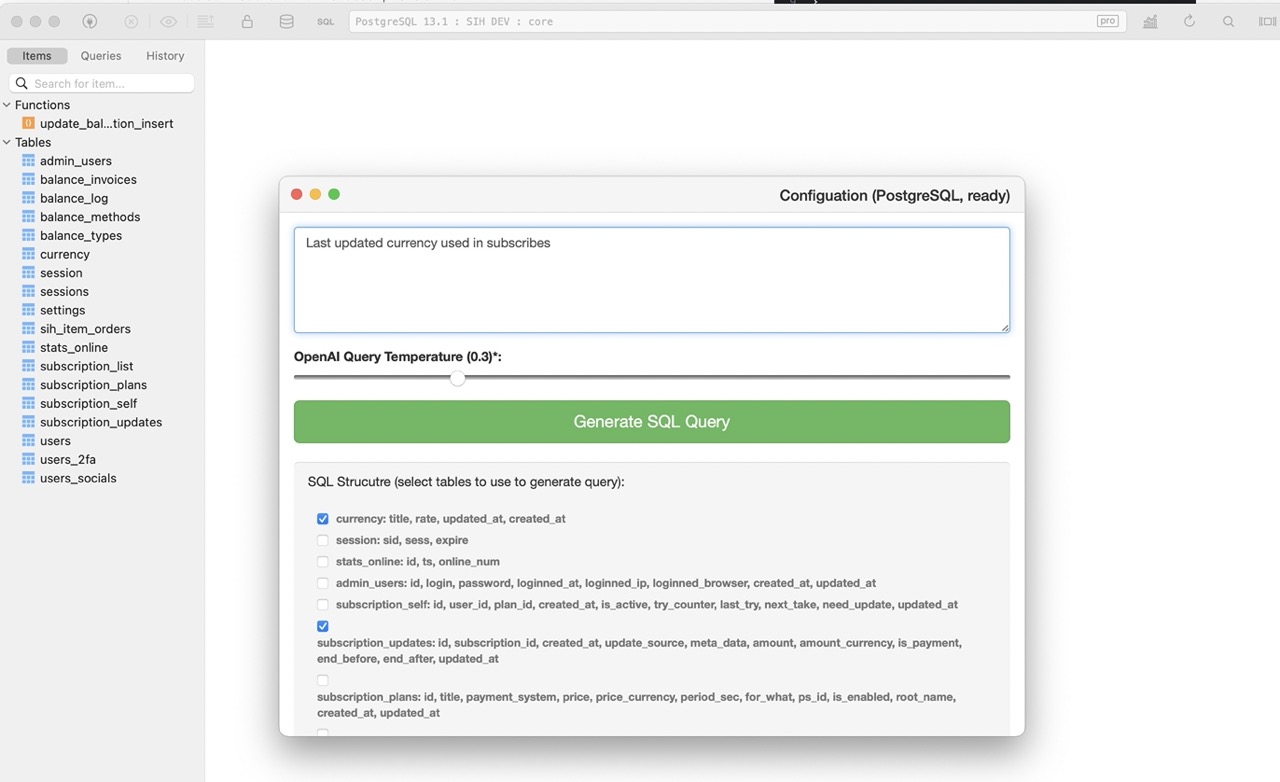 SQL
PostgreSQL 13.1 : SIH DEV : core
pro
Items
Queries
History
Search for item...
Functions
update_bal...tion_insert
Tables
admin_users
balance_invoices
balance_log
balance_methods
balance_types
currency
session
sessions
settings
sih_item_orders
stats_online
subscription_list
subscription_plans
subscription_self
subscription_updates
users
users_2fa
users_socials
Configuation (PostgreSQL, ready)
Last updated currency used in subscribes
OpenAI Query Temperature (0.3)*:
Generate SQL Query
SQL Strucutre (select tables to use to generate query):
currency: title, rate, updated_at, created_at
session: sid, sess, expire
stats_online: id, ts, online_num
admin_users: id, login, password, loginned_at, loginned_ip, loginned_browser, created_at, updated_at
subscription_self: id, user_id, plan_id, created_at, is_active, try_counter, last_try, next_take, need_update, updated_at
subscription_updates: id, subscription_id, created_at, update_source, meta_data, amount, amount_currency, is_payment,
end_before, end_after, updated_at
subscription_plans: id, title, payment_system, price, price_currency, period_sec, for_what, ps_id, is_enabled, root_name,
created_at, updated_at